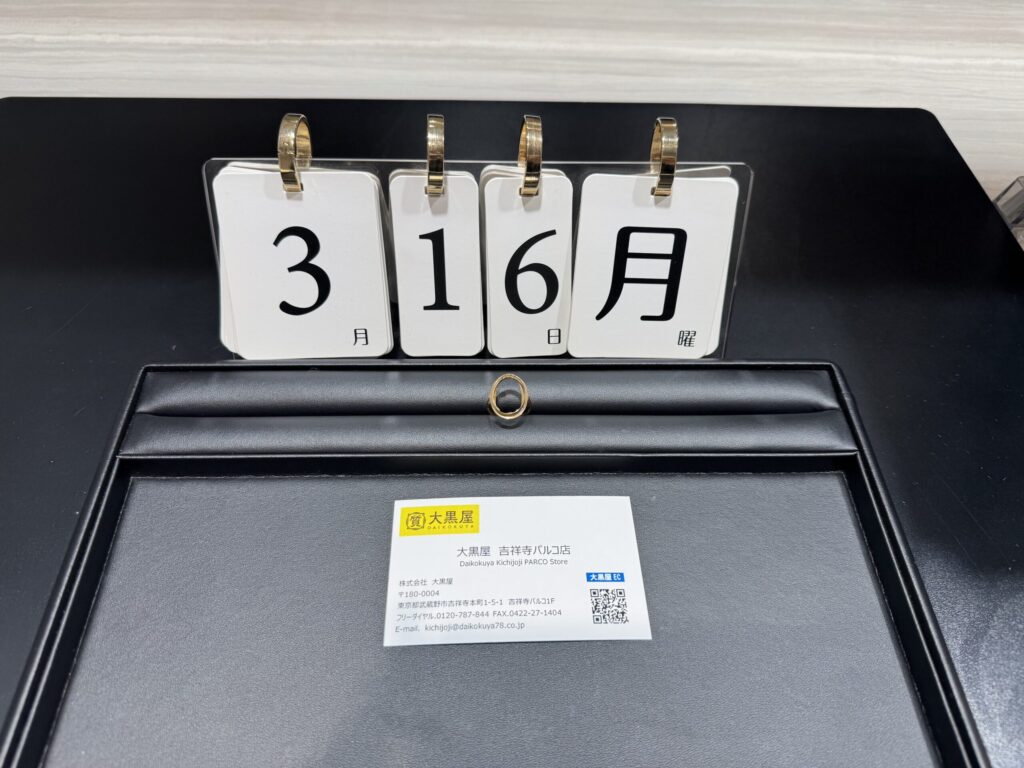 3月 16日 月曜
質 大黒屋
DAIKOKUYA
大黒屋 吉祥寺パルコ店
Daikokuya Kichijoji PARCO Store
株式会社 大黒屋
〒180-0004
東京都武蔵野市吉祥寺本町1-5-1 吉祥寺パルコ1F
フリーダイヤル.0120-787-844 FAX.0422-27-1404
E-mail. kichijoji@daikokuya78.co.jp
大黒屋 EC